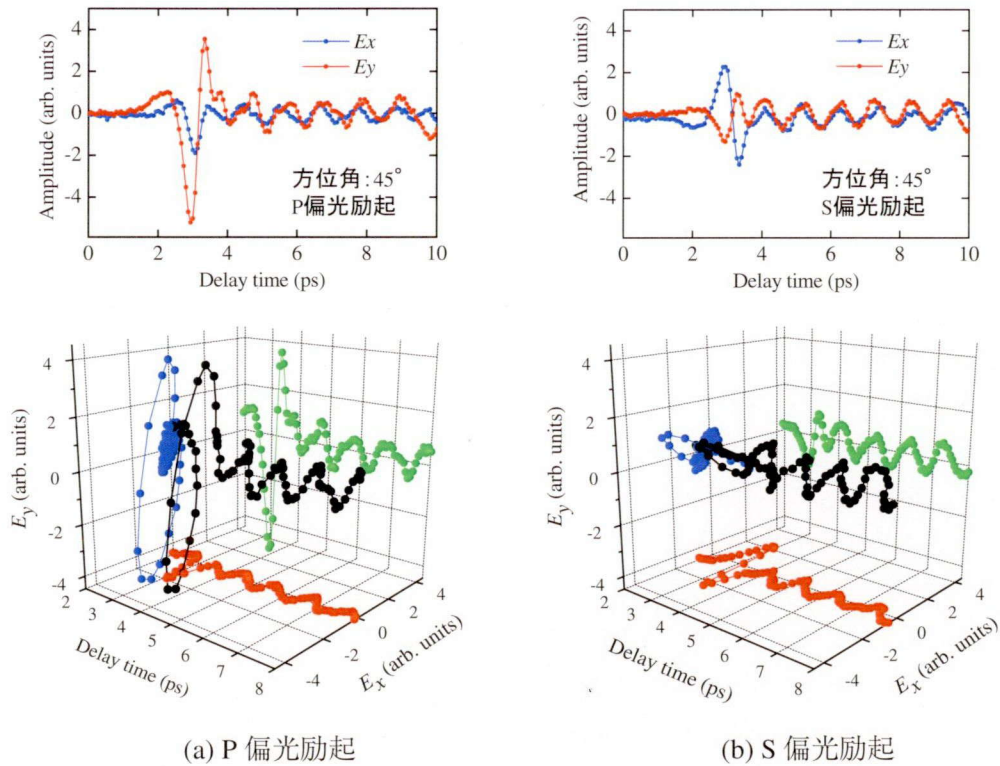 4
2
0
-2
-4
Amplitude (arb. units)
Ex
Ey
方位角:45°
P偏光励起
0 2 4 6 8 10
Delay time (ps)
4
2
0
-2
-4
Amplitude (arb. units)
Ex
Ey
方位角:45°
S偏光励起
0 2 4 6 8 10
Delay time (ps)
4
2
0
-2
-4
E_y (arb. units)
2 3 4 5 6 7 8
Delay time (ps)
-4 -2 0 2 4
E_x (arb. units)
4
2
0
-2
-4
E_y (arb. units)
2 3 4 5 6 7 8
Delay time (ps)
-4 -2 0 2 4
E_x (arb. units)
(a) P 偏光励起
(b) S 偏光励起